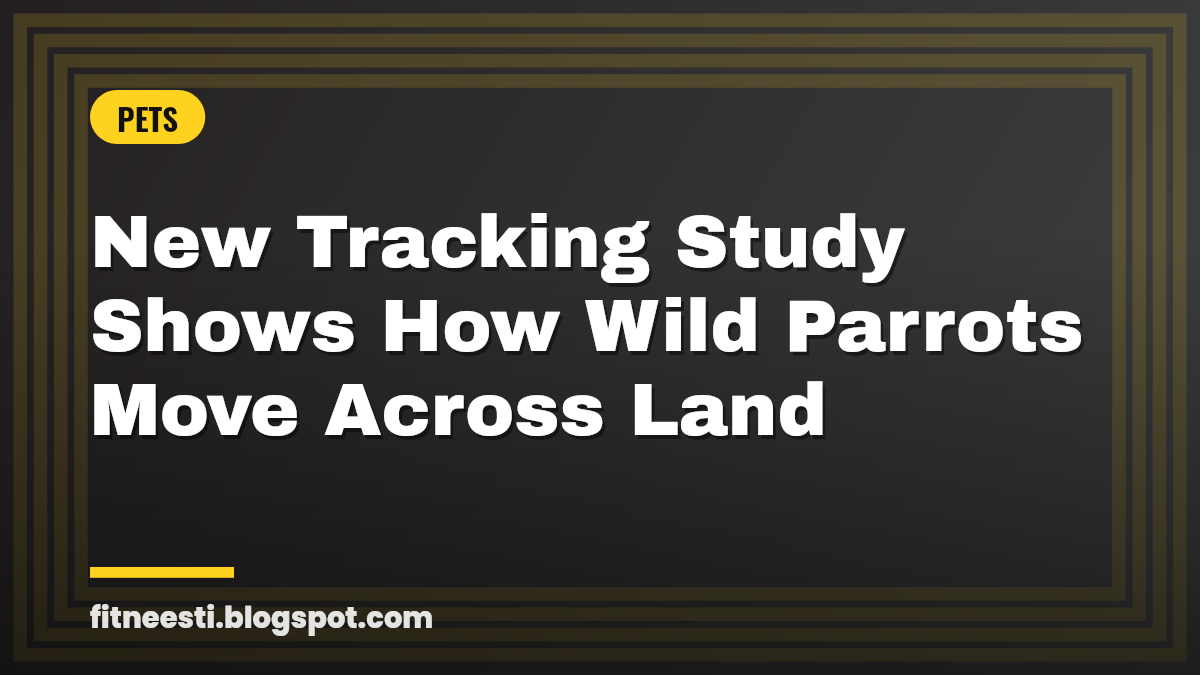 PETS
New Tracking Study
Shows How Wild Parrots
Move Across Land
fitneesti.blogspot.com